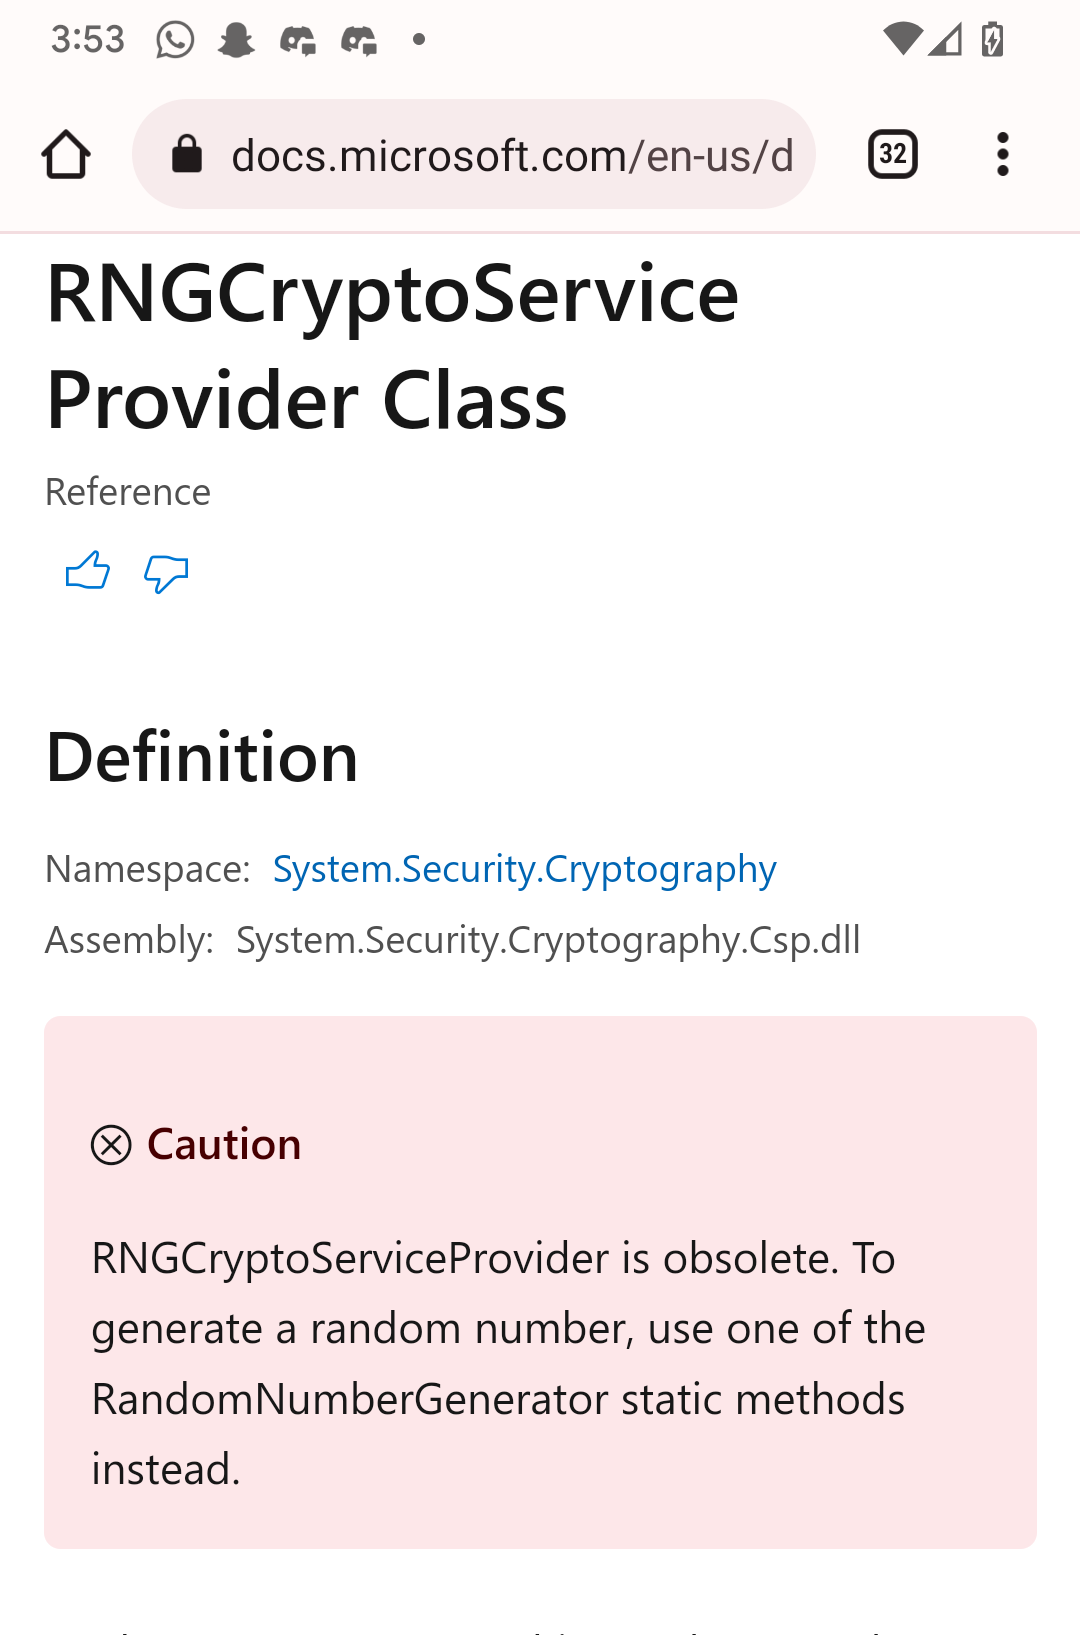 3:53
docs.microsoft.com/en-us/d
32
RNGCryptoService
Provider Class
Reference
Definition
Namespace: System.Security.Cryptography
Assembly: System.Security.Cryptography.Csp.dll
Caution
RNGCryptoServiceProvider is obsolete. To
generate a random number, use one of the
RandomNumberGenerator static methods
instead.